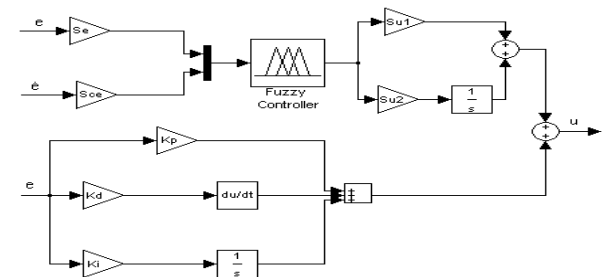 e
Se
ė
Sce
Fuzzy
Controller
Su1
Su2
1
s
+
+
+
+
u
e
Kp
Kd
du/dt
Ki
1
s
+
+
+